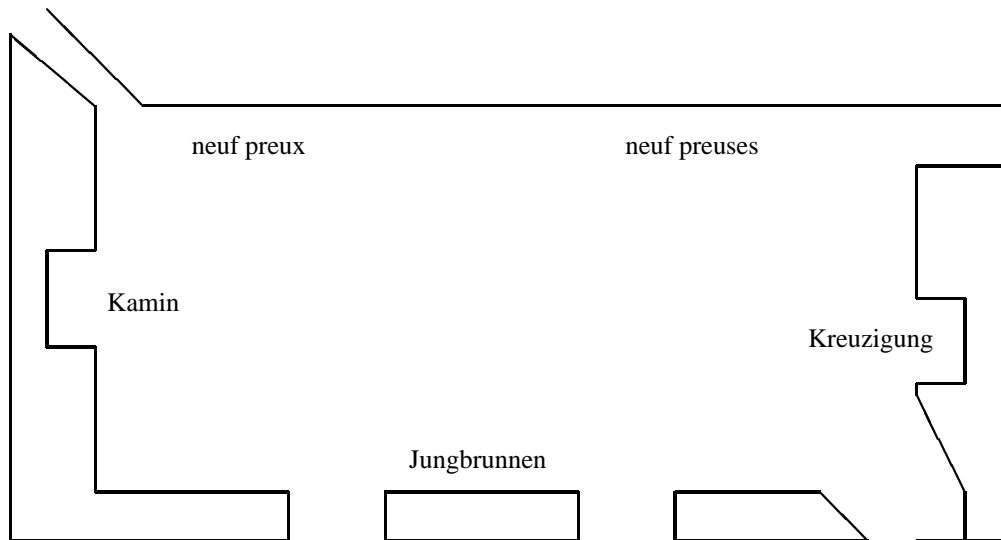 neuf preux
neuf preuses
Kamin
Kreuzigung
Jungbrunnen